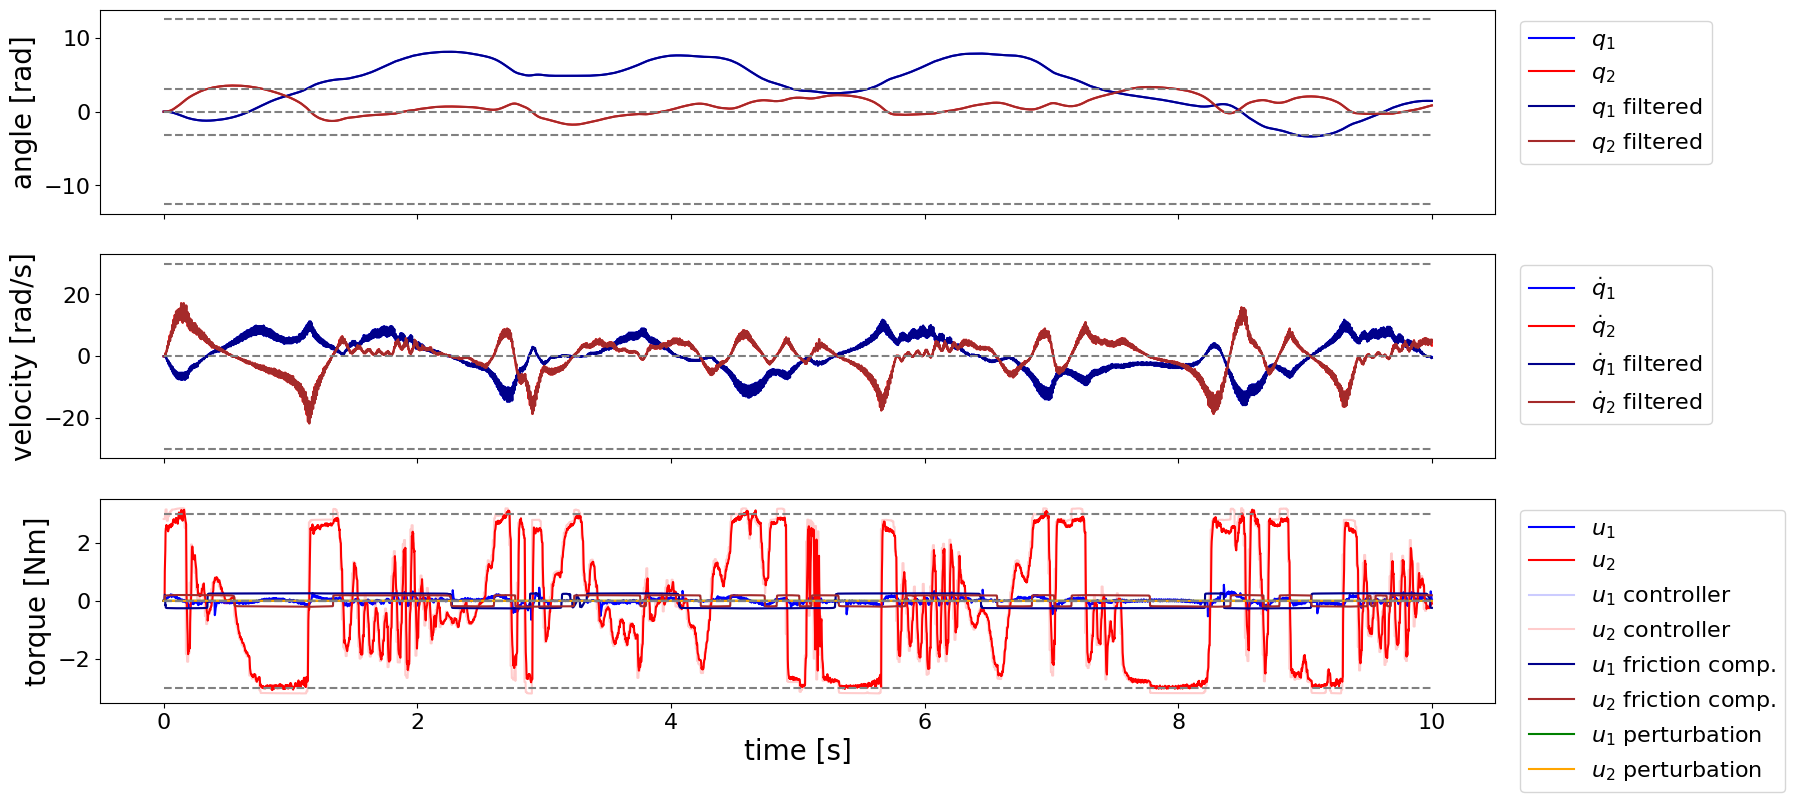 angle [rad]
10
0
−10
q₁
q₂
q₁ filtered
q₂ filtered
velocity [rad/s]
20
0
−20
q̇₁
q̇₂
q̇₁ filtered
q̇₂ filtered
torque [Nm]
2
0
−2
0 2 4 6 8 10
time [s]
u₁
u₂
u₁ controller
u₂ controller
u₁ friction comp.
u₂ friction comp.
u₁ perturbation
u₂ perturbation